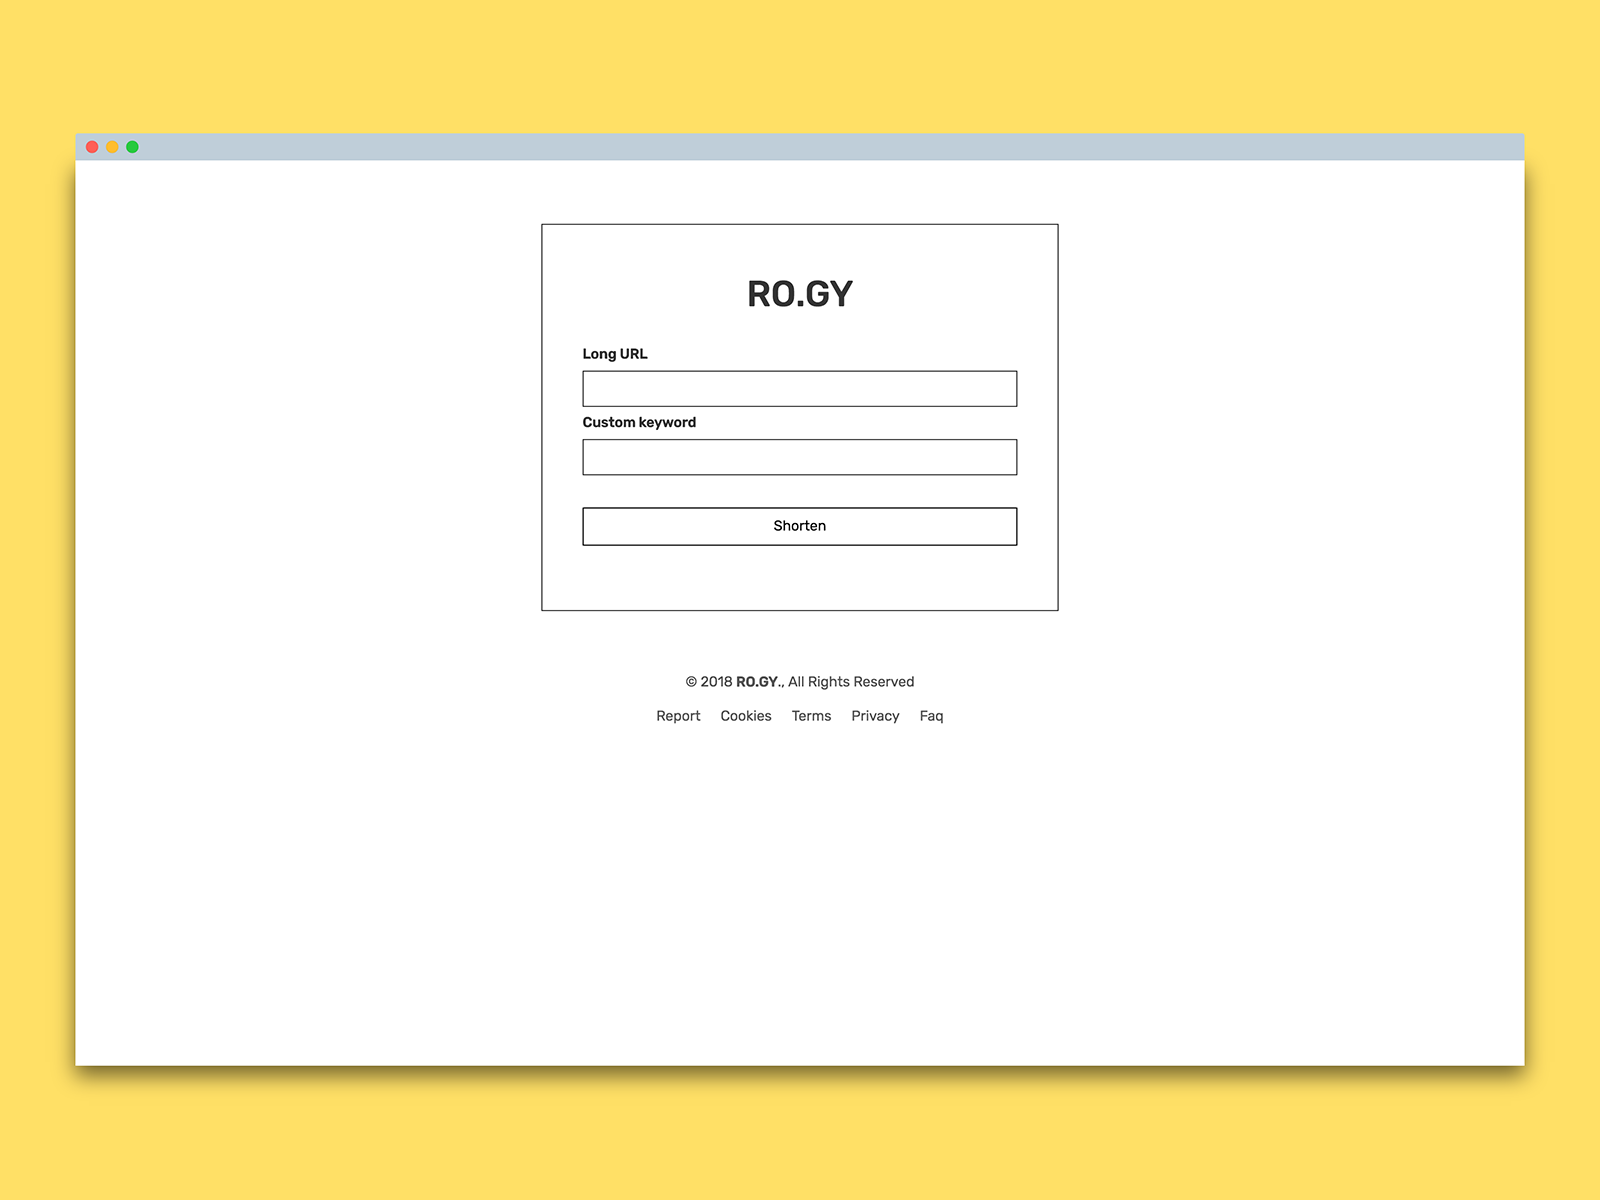 RO.GY
Long URL
Custom keyword
Shorten
© 2018 RO.GY., All Rights Reserved
Report Cookies Terms Privacy Faq